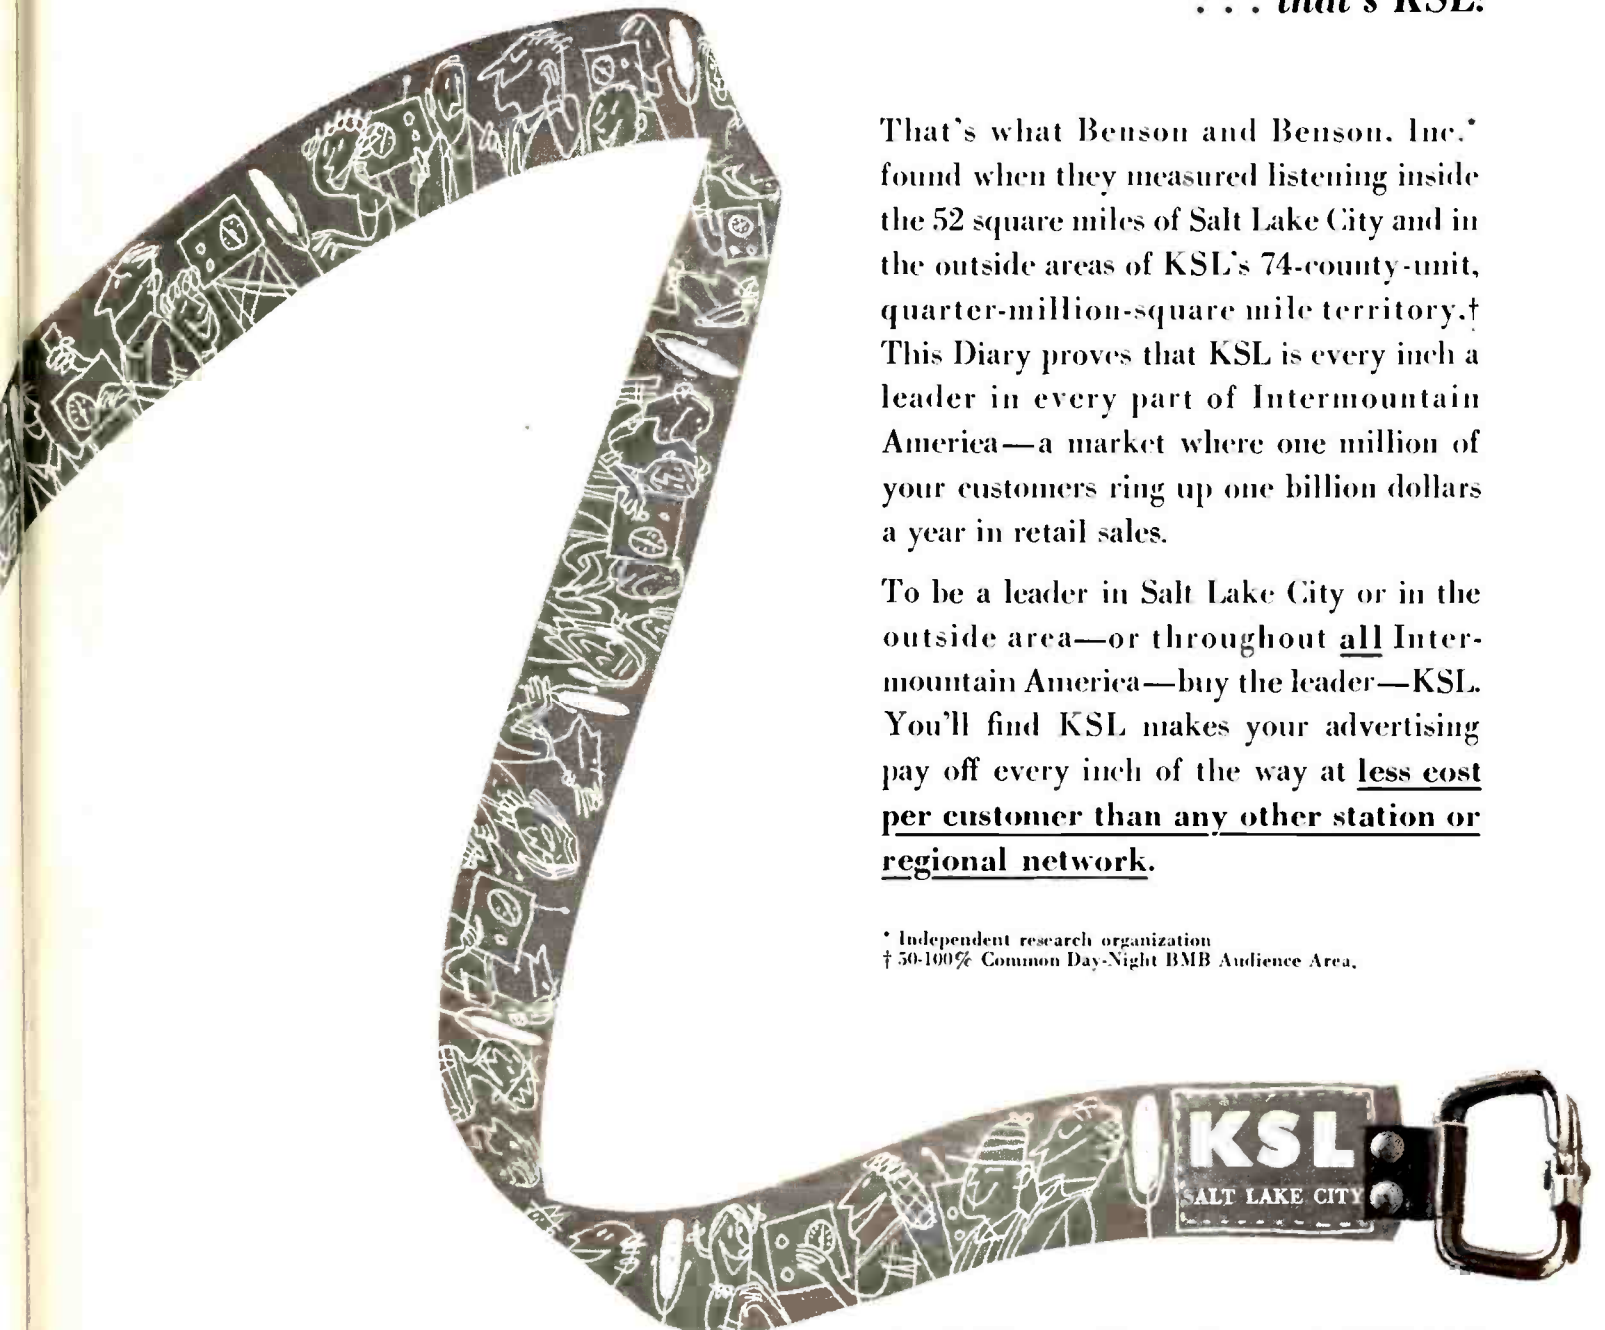 . . . that's KSL.
That's what Benson and Benson, Inc.*
found when they measured listening inside
the 52 square miles of Salt Lake City and in
the outside areas of KSL's 74-county-unit,
quarter-million-square mile territory.†
This Diary proves that KSL is every inch a
leader in every part of Intermountain
America—a market where one million of
your customers ring up one billion dollars
a year in retail sales.
To be a leader in Salt Lake City or in the
outside area—or throughout all Inter-
mountain America—buy the leader—KSL.
You'll find KSL makes your advertising
pay off every inch of the way at less cost
per customer than any other station or
regional network.
* Independent research organization
† 50-100% Common Day-Night BMB Audience Area.
KSL
SALT LAKE CITY